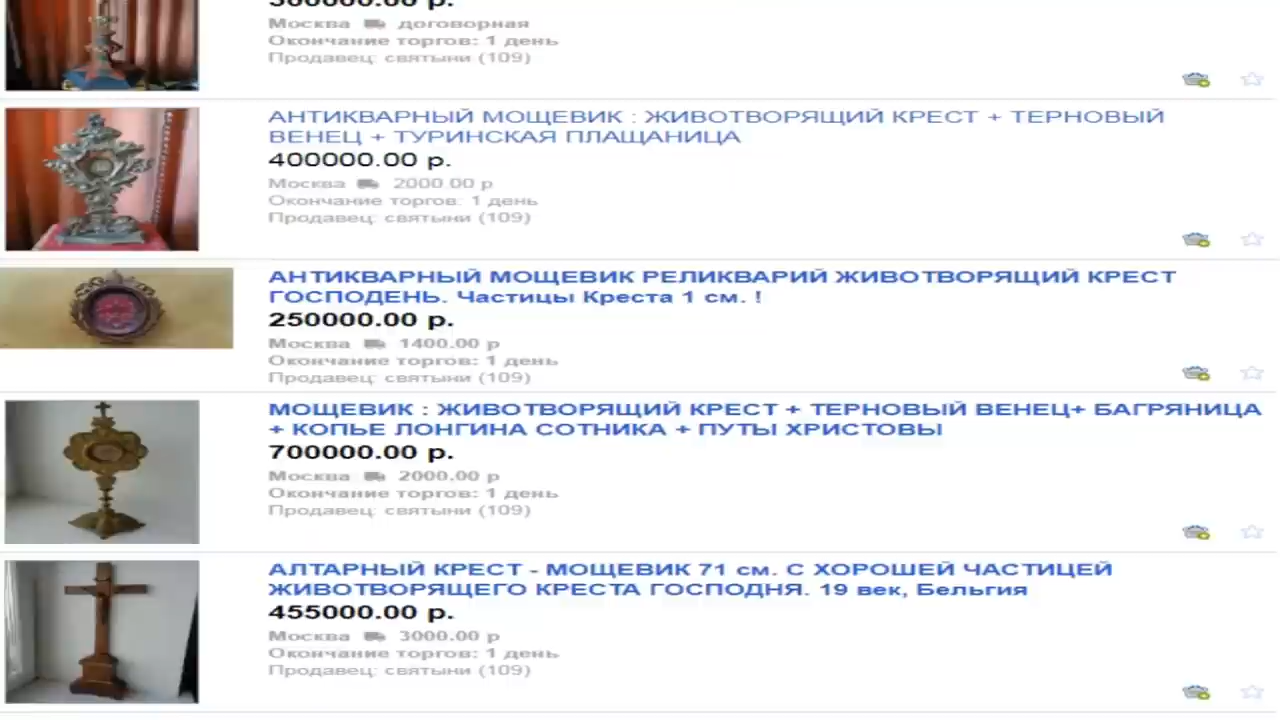 300000.00 р.
Москва договорная
Окончание торгов: 1 день
Продавец: святыни (109)
АНТИКВАРНЫЙ МОЩЕВИК : ЖИВОТВОРЯЩИЙ КРЕСТ + ТЕРНОВЫЙ
ВЕНЕЦ + ТУРИНСКАЯ ПЛАЩАНИЦА
400000.00 р.
Москва 2000.00 р
Окончание торгов: 1 день
Продавец: святыни (109)
АНТИКВАРНЫЙ МОЩЕВИК РЕЛИКВАРИЙ ЖИВОТВОРЯЩИЙ КРЕСТ
ГОСПОДЕНЬ. Частицы Креста 1 см. !
250000.00 р.
Москва 1400.00 р
Окончание торгов: 1 день
Продавец: святыни (109)
МОЩЕВИК : ЖИВОТВОРЯЩИЙ КРЕСТ + ТЕРНОВЫЙ ВЕНЕЦ+ БАГРЯНИЦА
+ КОПЬЕ ЛОНГИНА СОТНИКА + ПУТЫ ХРИСТОВЫ
700000.00 р.
Москва 2000.00 р
Окончание торгов: 1 день
Продавец: святыни (109)
АЛТАРНЫЙ КРЕСТ - МОЩЕВИК 71 см. С ХОРОШЕЙ ЧАСТИЦЕЙ
ЖИВОТВОРЯЩЕГО КРЕСТА ГОСПОДНЯ. 19 век, Бельгия
455000.00 р.
Москва 3000.00 р
Окончание торгов: 1 день
Продавец: святыни (109)